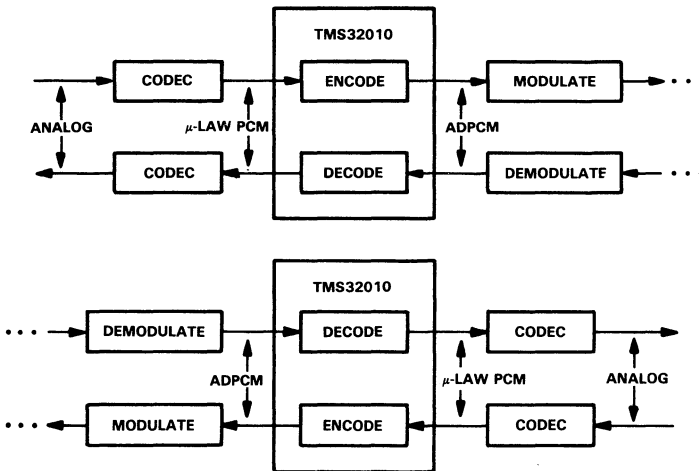 TMS32010
CODEC ENCODE MODULATE
ANALOG μ-LAW PCM ADPCM
CODEC DECODE DEMODULATE
TMS32010
DEMODULATE DECODE CODEC
ADPCM μ-LAW PCM ANALOG
MODULATE ENCODE CODEC